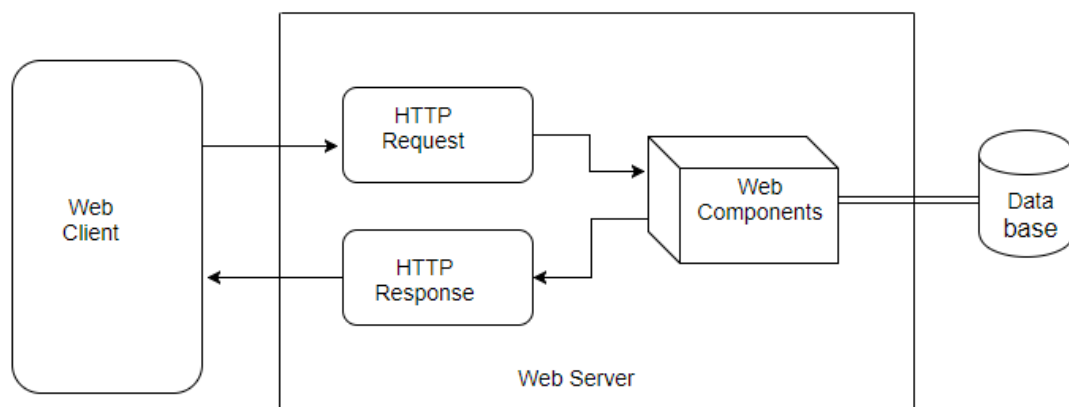 Web
Client
HTTP
Request
HTTP
Response
Web
Components
Data
base
Web Server